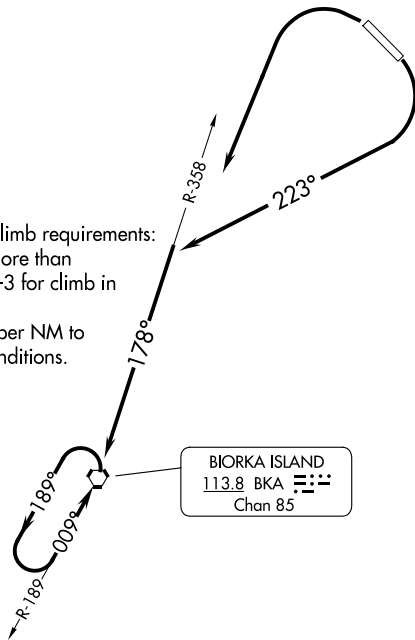 R-358
223°
limb requirements:
ore than
-3 for climb in
per NM to
nditions.
178°
BIORKA ISLAND
113.8 BKA
Chan 85
189°
009°
R-189